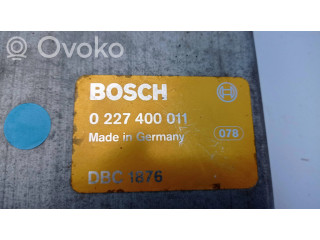 Ovoko
BOSCH
0 227 400 011
Made in Germany
078
DBC 1876